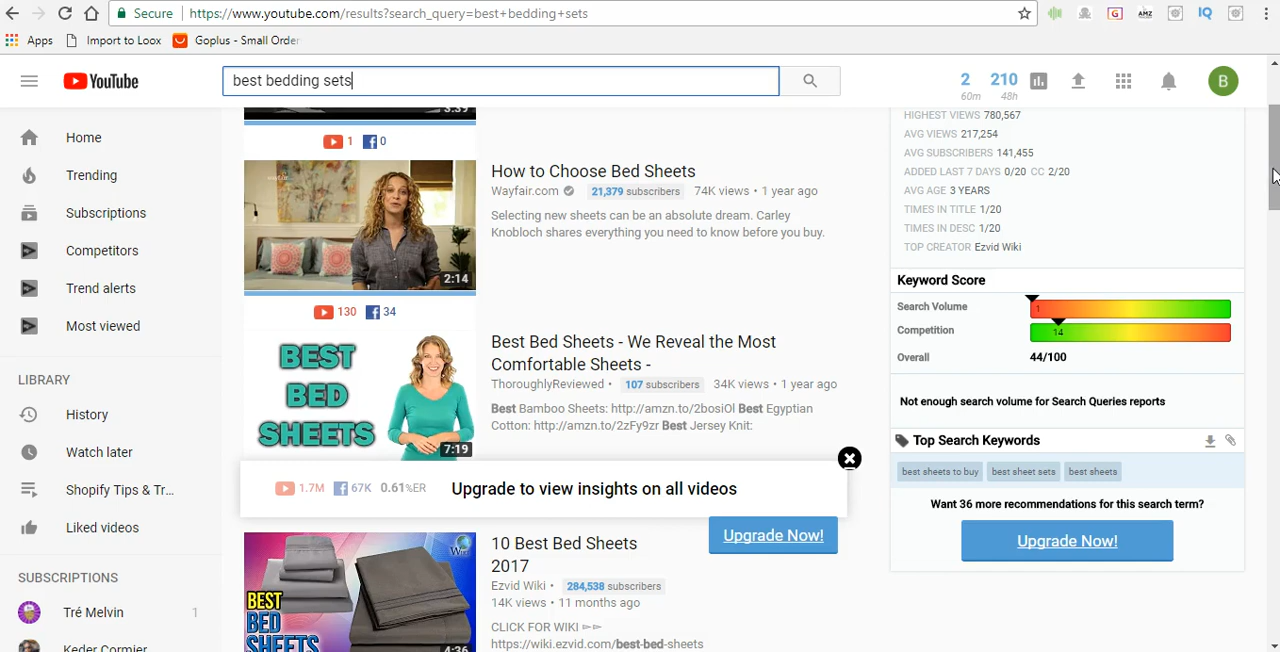 Secure | https://www.youtube.com/results?search_query=best+bedding+sets
G AMZ IQ
Apps Import to Loox Goplus - Small Order
YouTube
best bedding sets
2 210
60m 48h
B
Home
Trending
Subscriptions
Competitors
Trend alerts
Most viewed
LIBRARY
History
Watch later
Shopify Tips & Tr...
Liked videos
SUBSCRIPTIONS
Tré Melvin 1
Keder Cormier
3:39
1 0
wayfair
2:14
How to Choose Bed Sheets
Wayfair.com 21,379 subscribers 74K views • 1 year ago
Selecting new sheets can be an absolute dream. Carley
Knobloch shares everything you need to know before you buy.
130 34
BEST
BED
SHEETS
7:19
Best Bed Sheets - We Reveal the Most
Comfortable Sheets -
ThoroughlyReviewed • 107 subscribers 34K views • 1 year ago
Best Bamboo Sheets: http://amzn.to/2bosiOl Best Egyptian
Cotton: http://amzn.to/2zFy9zr Best Jersey Knit:
1.7M 67K 0.61%ER Upgrade to view insights on all videos
Upgrade Now!
BEST
BED
SHEETS
Wiki
4:36
10 Best Bed Sheets
2017
Ezvid Wiki • 284,538 subscribers
14K views • 11 months ago
CLICK FOR WIKI ►►
https://wiki.ezvid.com/best-bed-sheets
HIGHEST VIEWS 780,567
AVG VIEWS 217,254
AVG SUBSCRIBERS 141,455
ADDED LAST 7 DAYS 0/20 CC 2/20
AVG AGE 3 YEARS
TIMES IN TITLE 1/20
TIMES IN DESC 1/20
TOP CREATOR Ezvid Wiki
Keyword Score
Search Volume 1
Competition 14
Overall 44/100
Not enough search volume for Search Queries reports
Top Search Keywords
best sheets to buy best sheet sets best sheets
Want 36 more recommendations for this search term?
Upgrade Now!